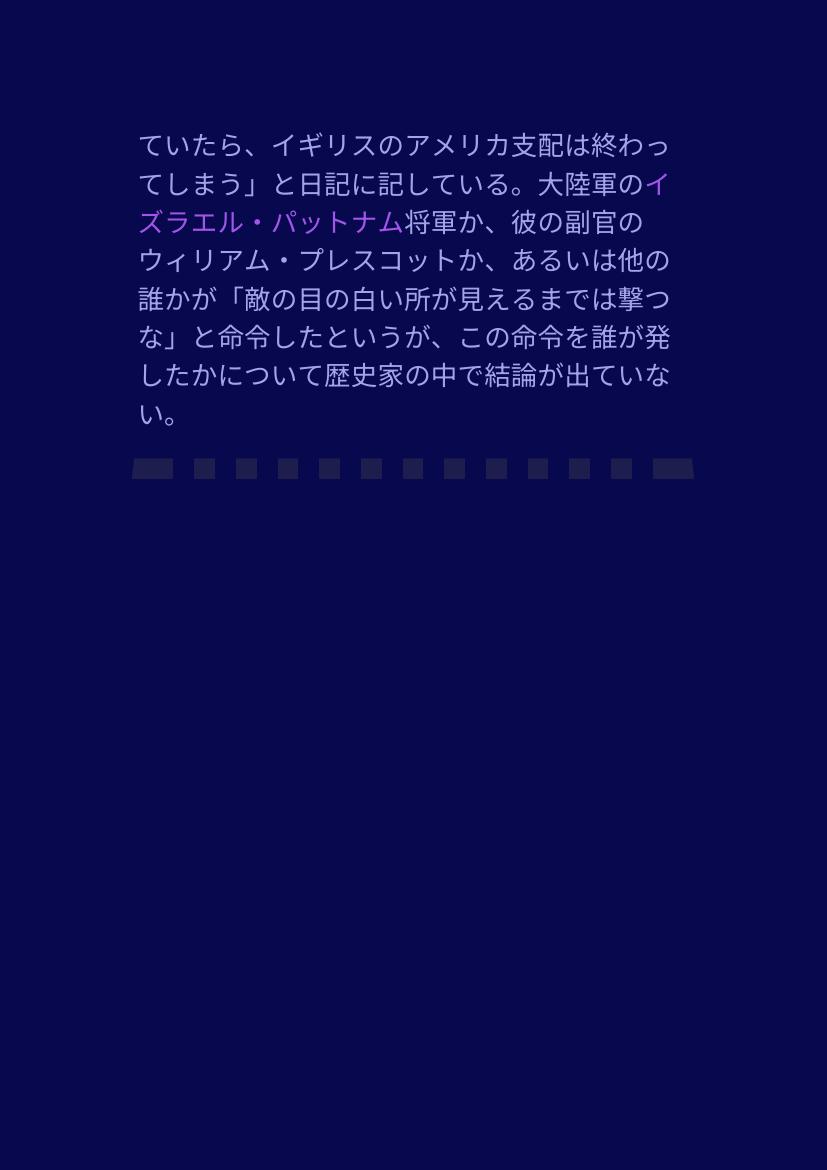 ていたら、イギリスのアメリカ支配は終わっ
てしまう」と日記に記している。大陸軍のイ
ズラエル・パットナム将軍か、彼の副官の
ウィリアム・プレスコットか、あるいは他の
誰かが「敵の目の白い所が見えるまでは撃つ
な」と命令したというが、この命令を誰が発
したかについて歴史家の中で結論が出ていな
い。